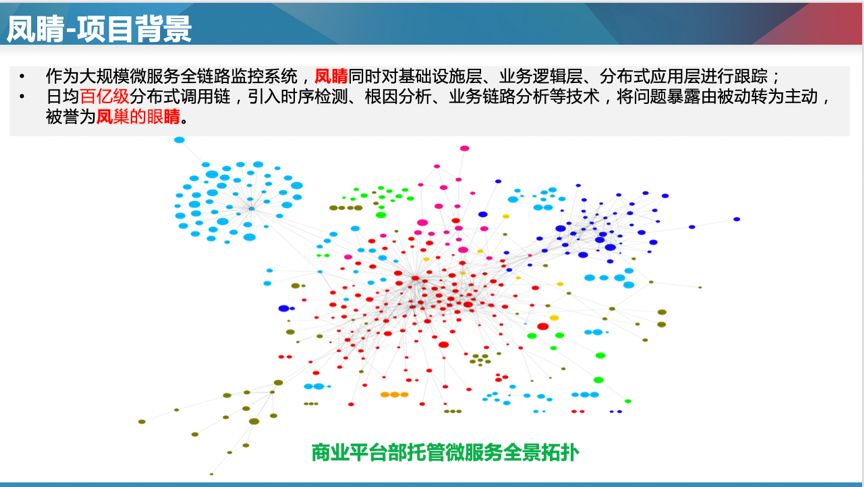 凤睛-项目背景
• 作为大规模微服务全链路监控系统，凤睛同时对基础设施层、业务逻辑层、分布式应用层进行跟踪；
• 日均百亿级分布式调用链，引入时序检测、根因分析、业务链路分析等技术，将问题暴露由被动转为主动，
被誉为凤巢的眼睛。
商业平台部托管微服务全景拓扑